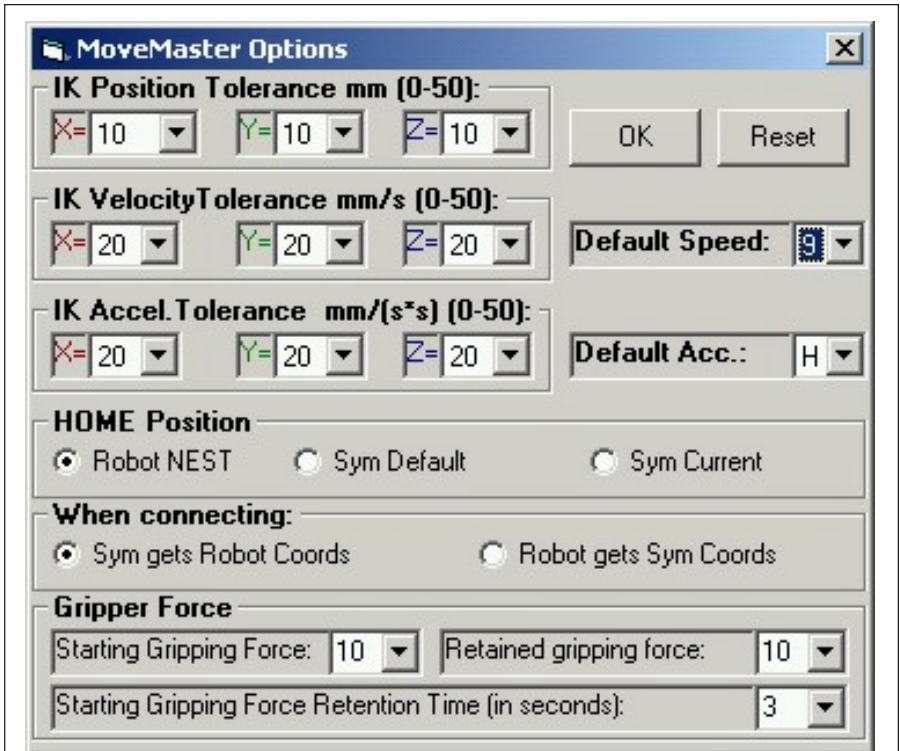 MoveMaster Options
IK Position Tolerance mm (0-50):
X= 10 Y= 10 Z= 10 OK Reset
IK VelocityTolerance mm/s (0-50):
X= 20 Y= 20 Z= 20 Default Speed: 9
IK Accel.Tolerance mm/(s*s) (0-50):
X= 20 Y= 20 Z= 20 Default Acc.: H
HOME Position
Robot NEST Sym Default Sym Current
When connecting:
Sym gets Robot Coords Robot gets Sym Coords
Gripper Force
Starting Gripping Force: 10 Retained gripping force: 10
Starting Gripping Force Retention Time (in seconds): 3